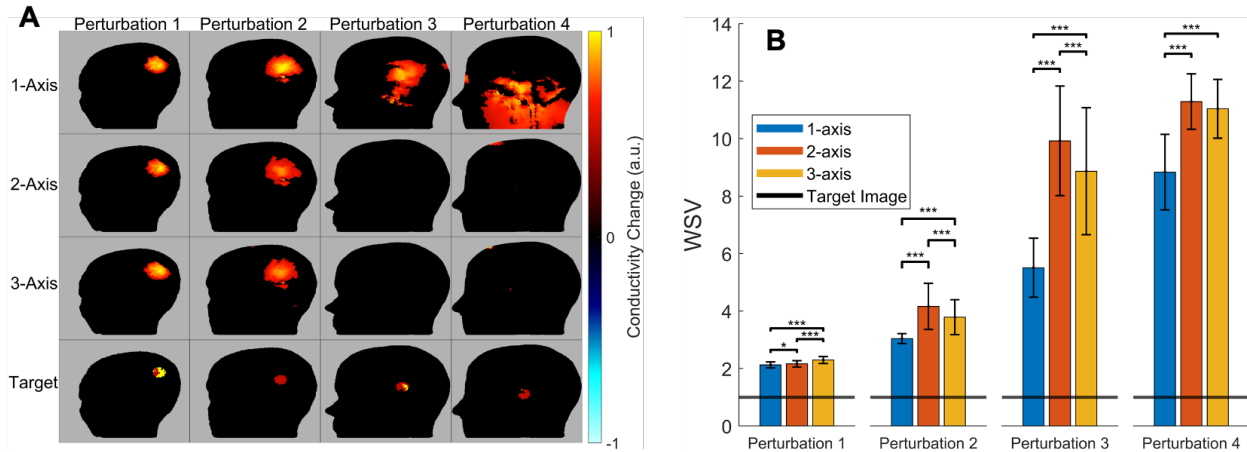 A
Perturbation 1 Perturbation 2 Perturbation 3 Perturbation 4
1-Axis
2-Axis
3-Axis
Target
1
0
-1
Conductivity Change (a.u.)
B
14
12
10
8
6
4
2
0
WSV
1-axis
2-axis
3-axis
Target Image
***
*
***
***
***
***
***
***
***
***
***
***
Perturbation 1 Perturbation 2 Perturbation 3 Perturbation 4